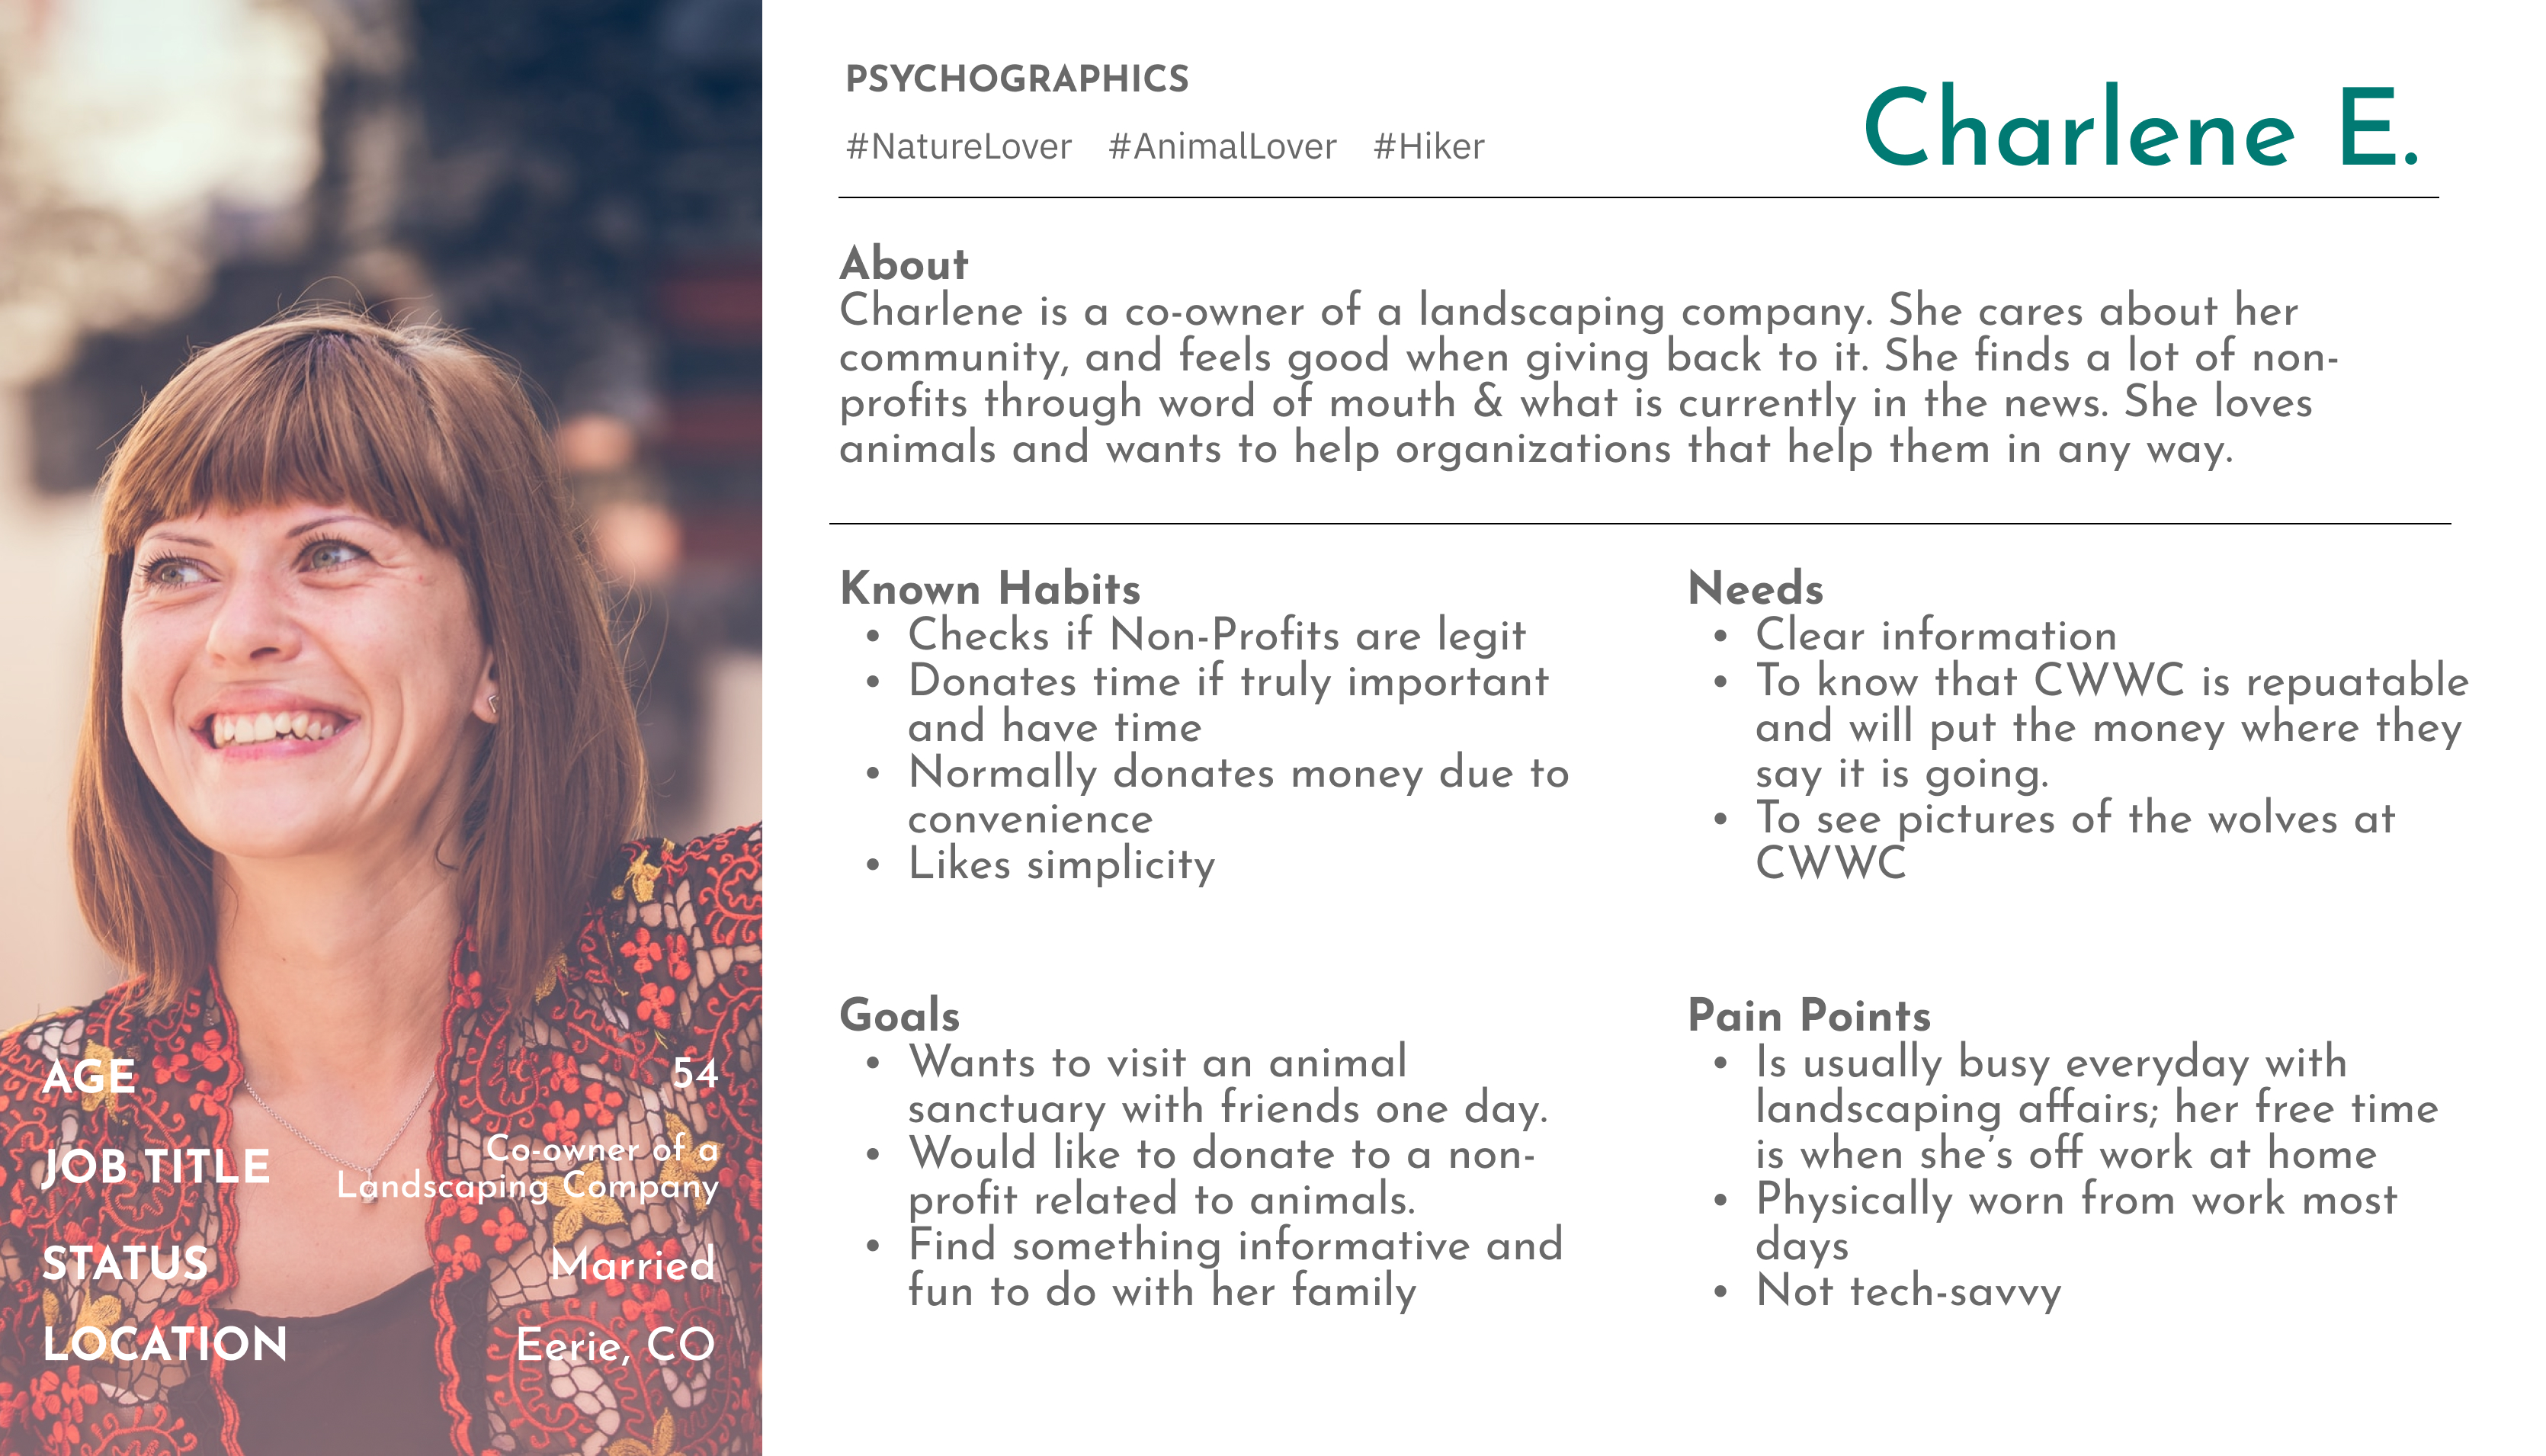 PSYCHOGRAPHICS
#NatureLover #AnimalLover #Hiker
Charlene E.
About
Charlene is a co-owner of a landscaping company. She cares about her
community, and feels good when giving back to it. She finds a lot of non-
profits through word of mouth & what is currently in the news. She loves
animals and wants to help organizations that help them in any way.
Known Habits
• Checks if Non-Profits are legit
• Donates time if truly important
and have time
• Normally donates money due to
convenience
• Likes simplicity
Needs
• Clear information
• To know that CWWC is repuatable
and will put the money where they
say it is going.
• To see pictures of the wolves at
CWWC
Goals
• Wants to visit an animal
sanctuary with friends one day.
• Would like to donate to a non-
profit related to animals.
• Find something informative and
fun to do with her family
Pain Points
• Is usually busy everyday with
landscaping affairs; her free time
is when she's off work at home
• Physically worn from work most
days
• Not tech-savvy
AGE 54
JOB TITLE Co-owner of a
Landscaping Company
STATUS Married
LOCATION Eerie, CO